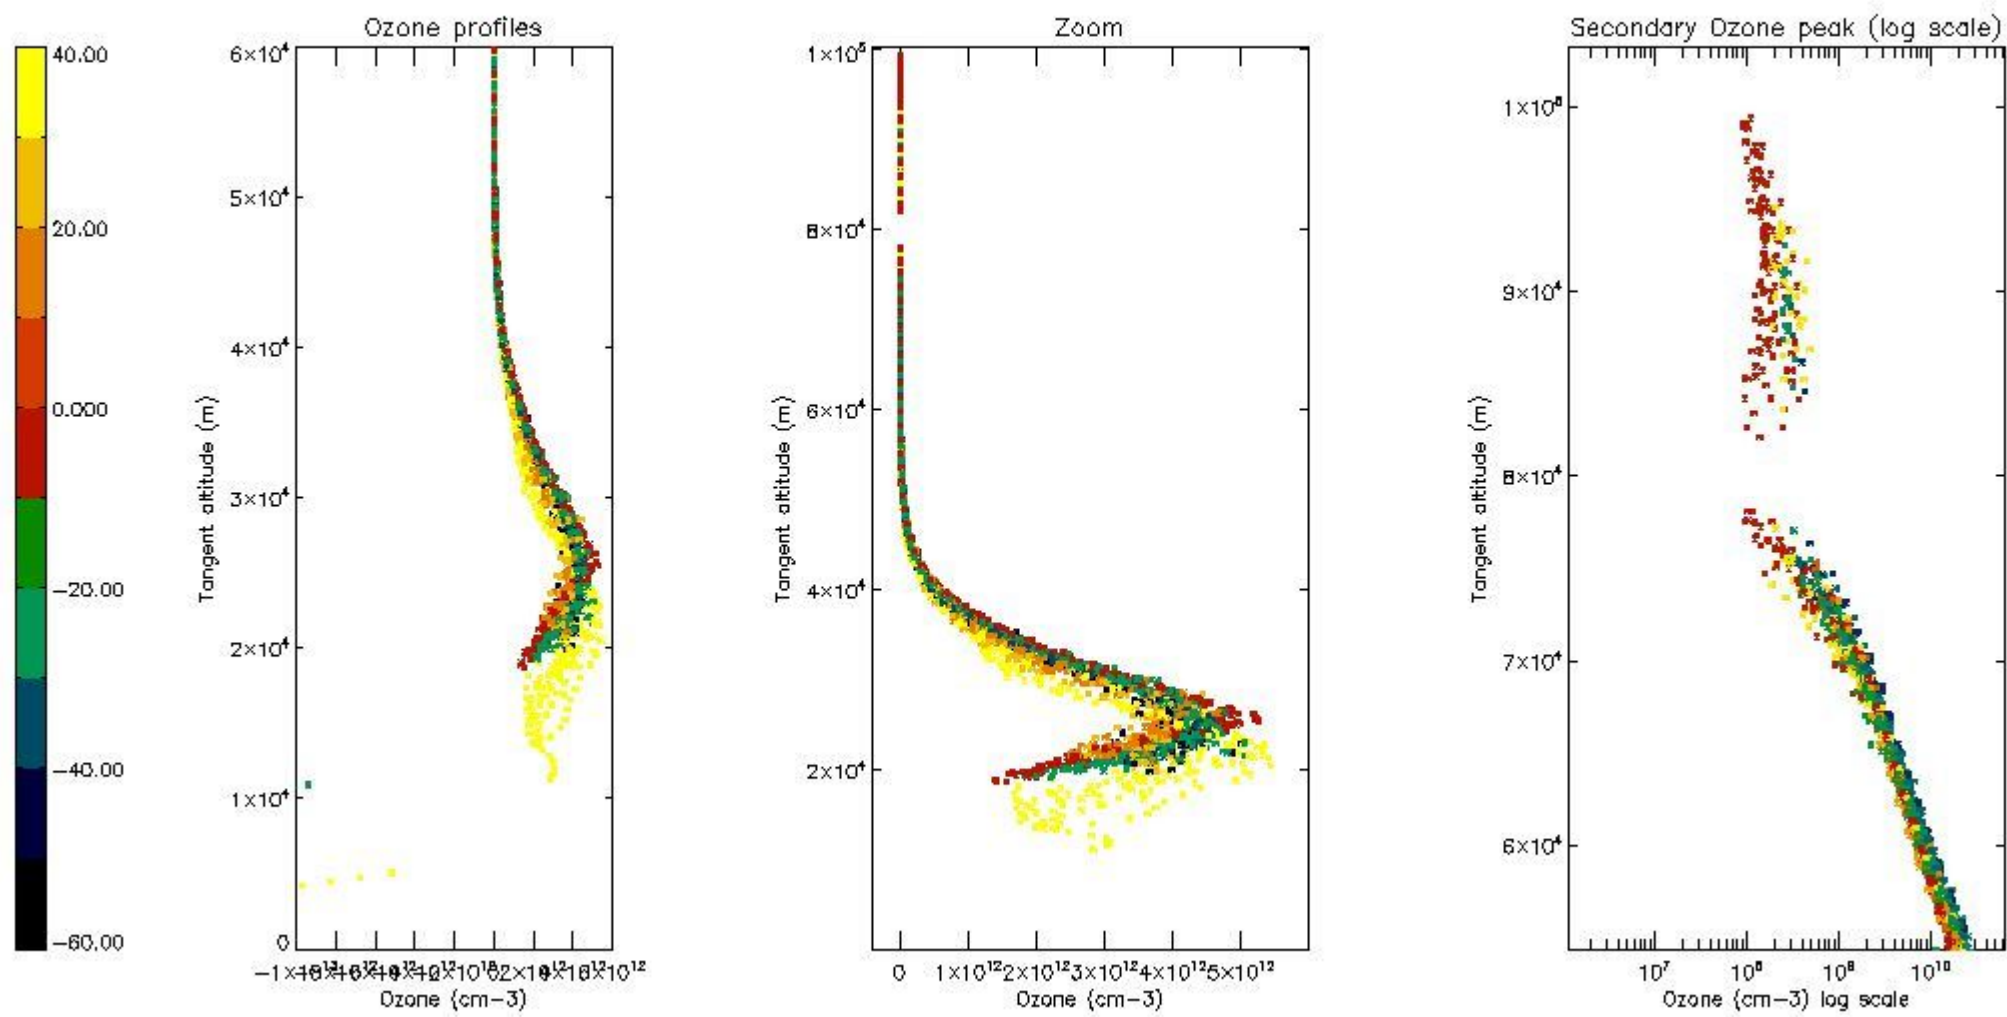 40.00
20.00
0.000
−20.00
−40.00
−60.00
Ozone profiles
6×10⁴
5×10⁴
4×10⁴
3×10⁴
2×10⁴
1×10⁴
0
Tangent altitude (m)
Ozone (cm−3)
Zoom
1×10⁵
8×10⁴
6×10⁴
4×10⁴
2×10⁴
Tangent altitude (m)
0 1×10¹² 2×10¹² 3×10¹² 4×10¹² 5×10¹²
Ozone (cm−3)
Secondary Ozone peak (log scale)
9×10⁴
8×10⁴
7×10⁴
6×10⁴
Tangent altitude (m)
10⁷ 10⁸ 10⁹ 10¹⁰
Ozone (cm−3) log scale